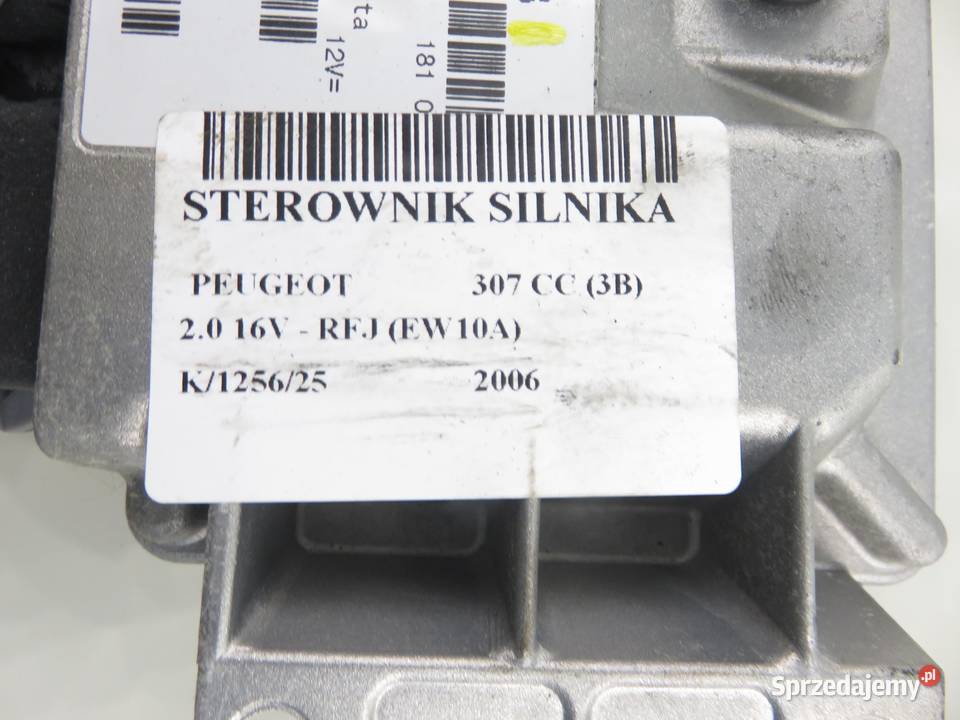 ta
12V=
181 0
STEROWNIK SILNIKA
PEUGEOT 307 CC (3B)
2.0 16V - RFJ (EW10A)
K/1256/25 2006
Sprzedajemy.pl